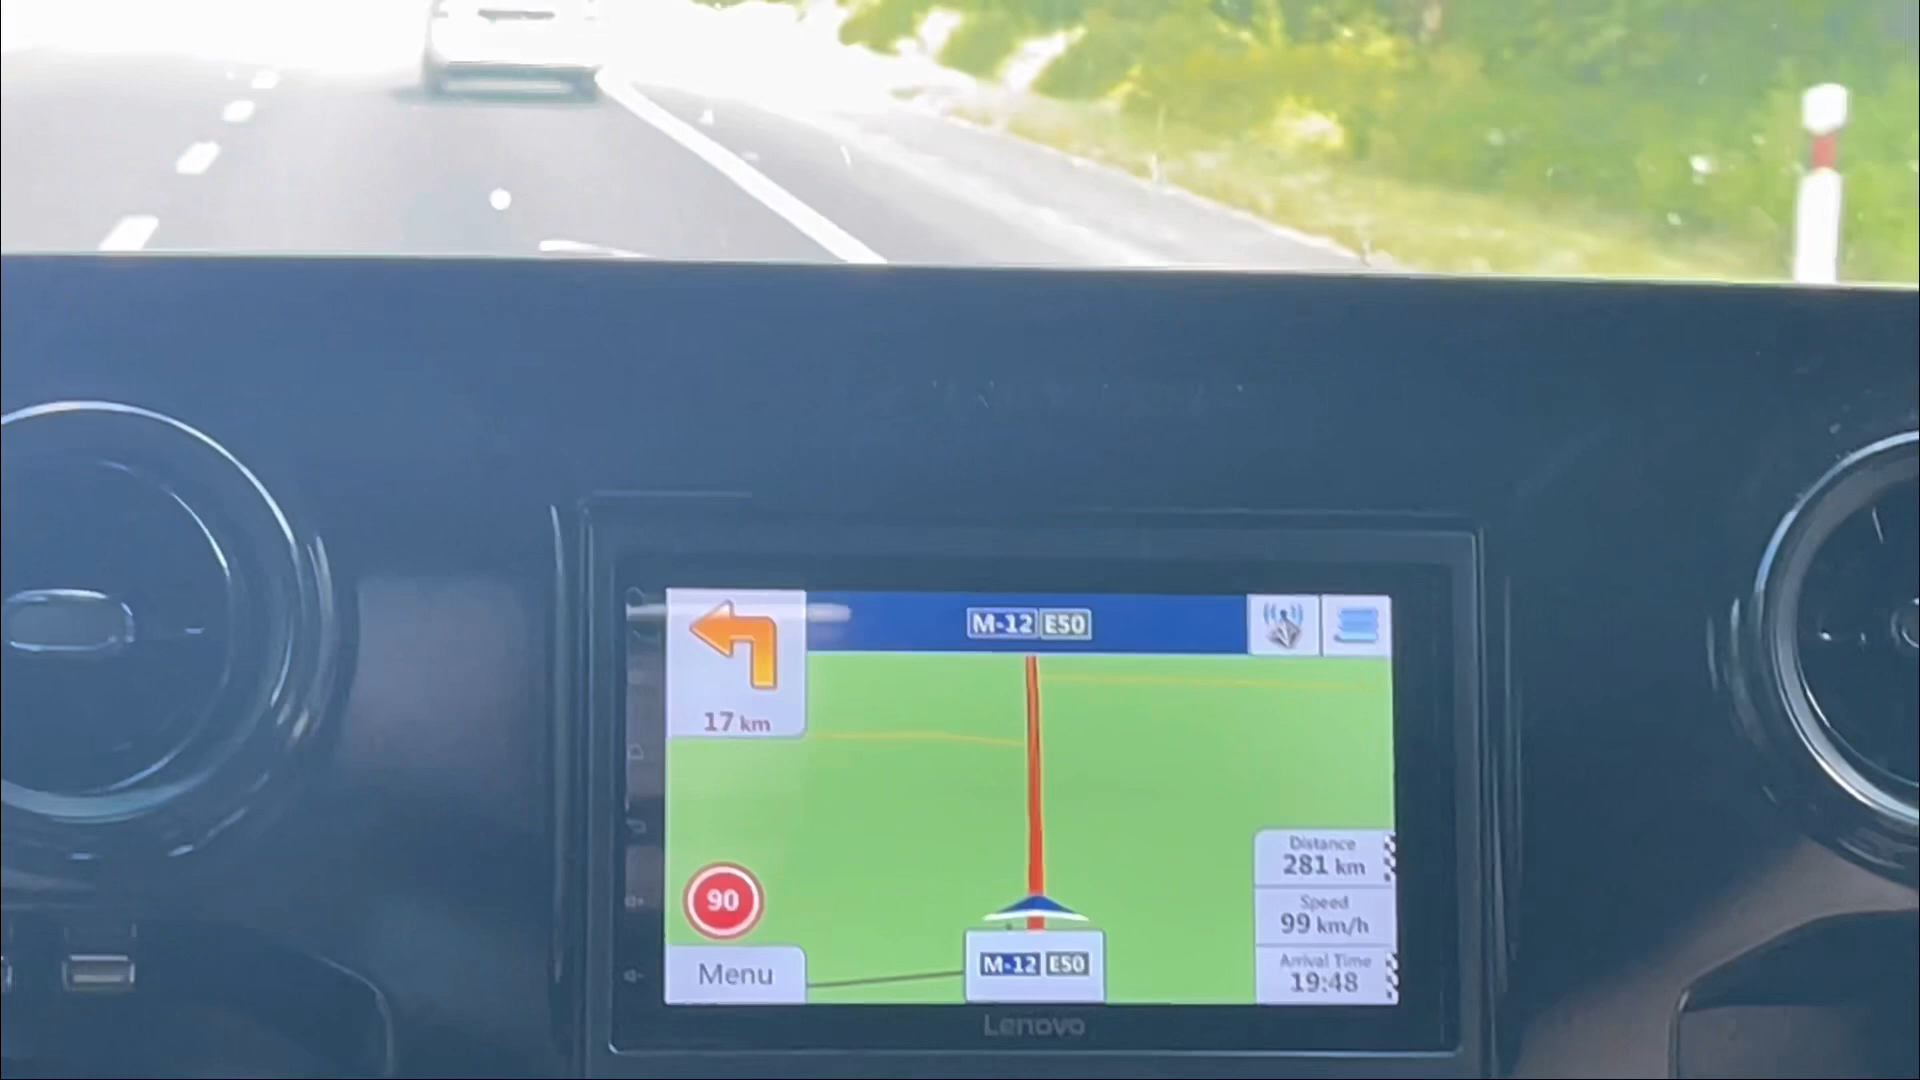 M-12 E50
17 km
Distance
281 km
90
Speed
99 km/h
Menu
M-12 E50
Arrival Time
19:48
Lenovo